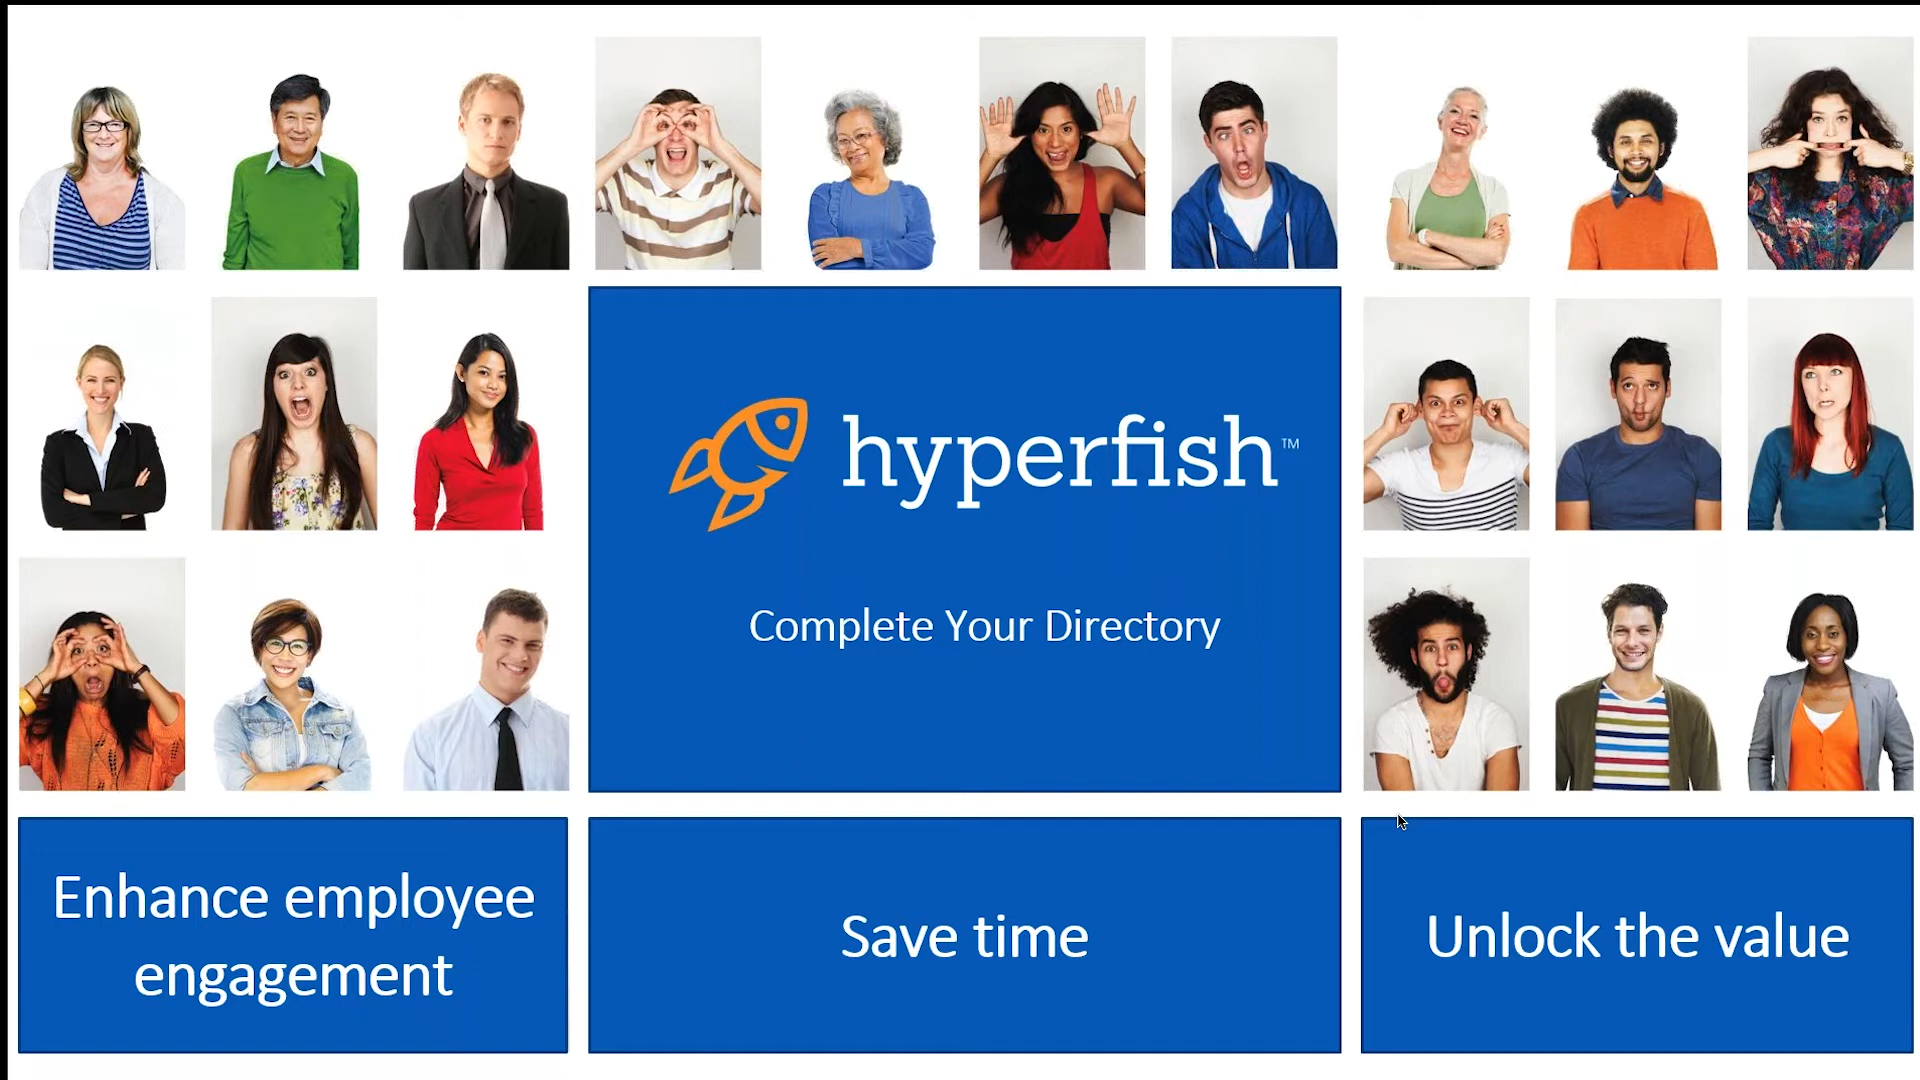 hyperfish™
Complete Your Directory
Enhance employee
engagement
Save time
Unlock the value